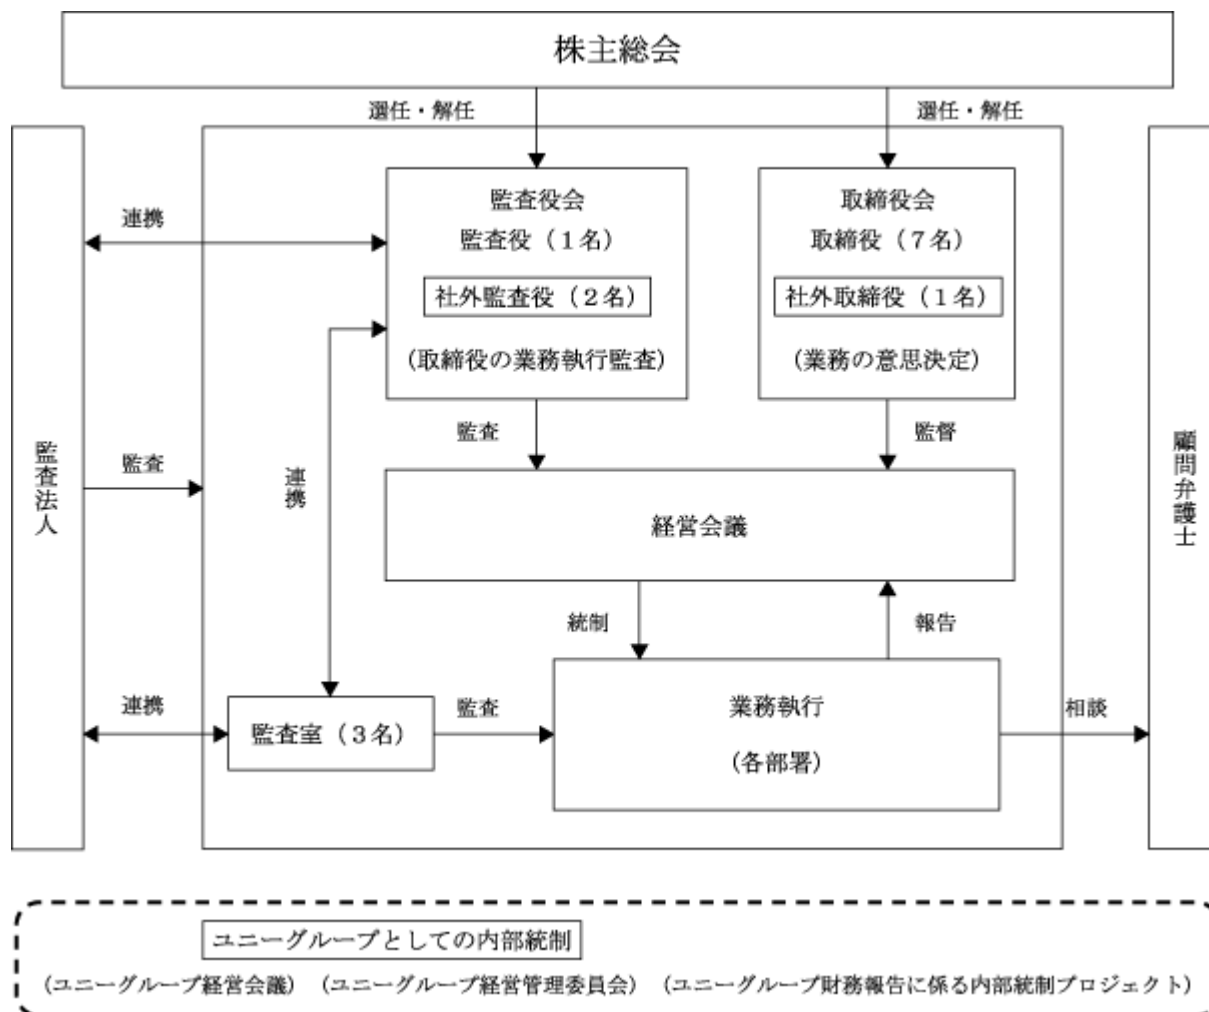 株主総会
選任・解任
選任・解任
監査役会
監査役（１名）
社外監査役（２名）
（取締役の業務執行監査）
取締役会
取締役（７名）
社外取締役（１名）
（業務の意思決定）
連携
監査
監督
監査法人
監査
連携
経営会議
顧問弁護士
統制
報告
連携
監査室（３名）
監査
業務執行
（各部署）
相談
ユニーグループとしての内部統制
（ユニーグループ経営会議）（ユニーグループ経営管理委員会）（ユニーグループ財務報告に係る内部統制プロジェクト）